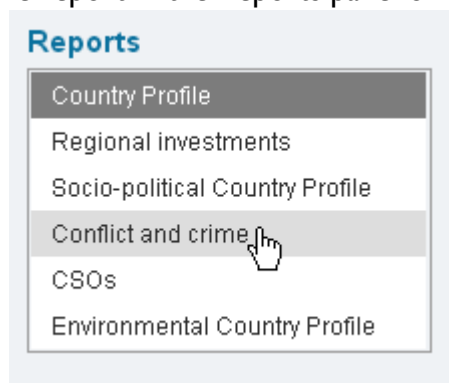 Reports
Country Profile
Regional investments
Socio-political Country Profile
Conflict and crime
CSOs
Environmental Country Profile